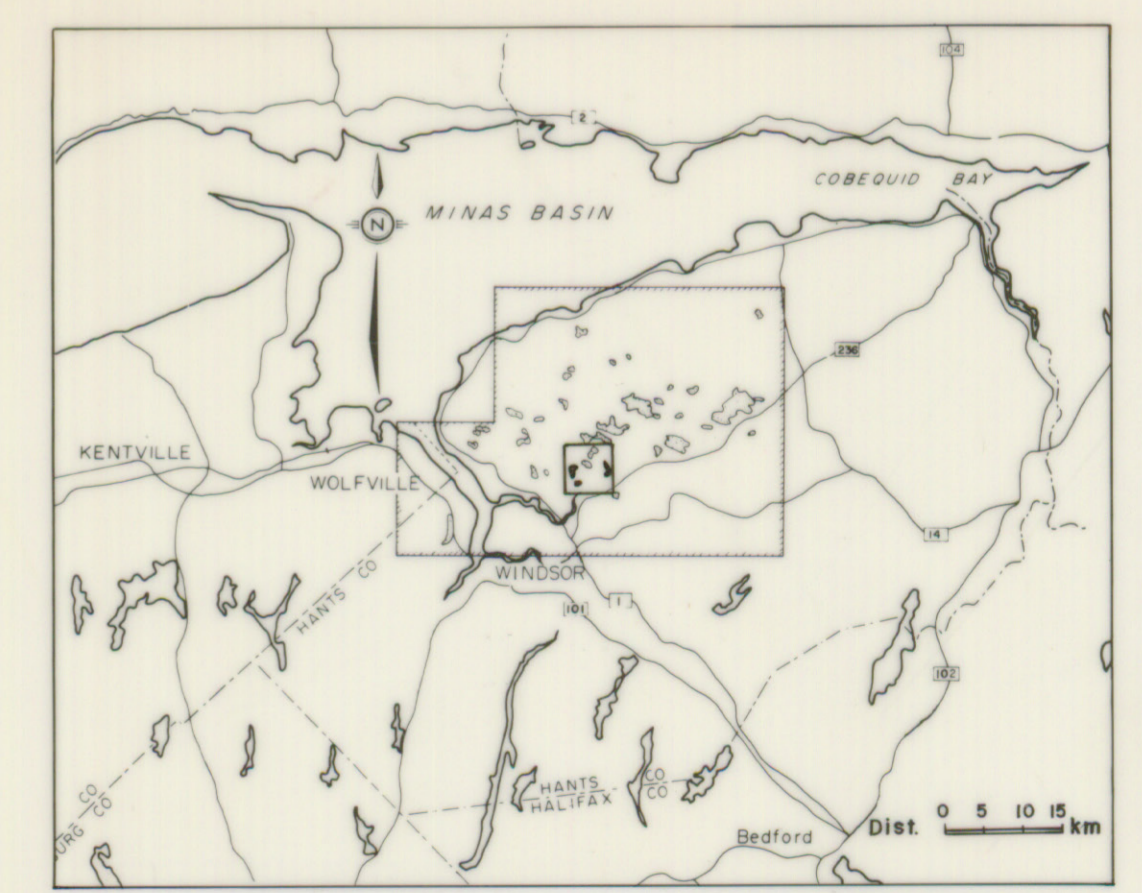 104
2
COBEQUID BAY
MINAS BASIN
N
236
KENTVILLE
WOLFVILLE
14
WINDSOR
HANTS CO
101
1
102
CO
CO
URG CO
HANTS CO
HALIFAX CO
0 5 10 15
Dist. km
Bedford